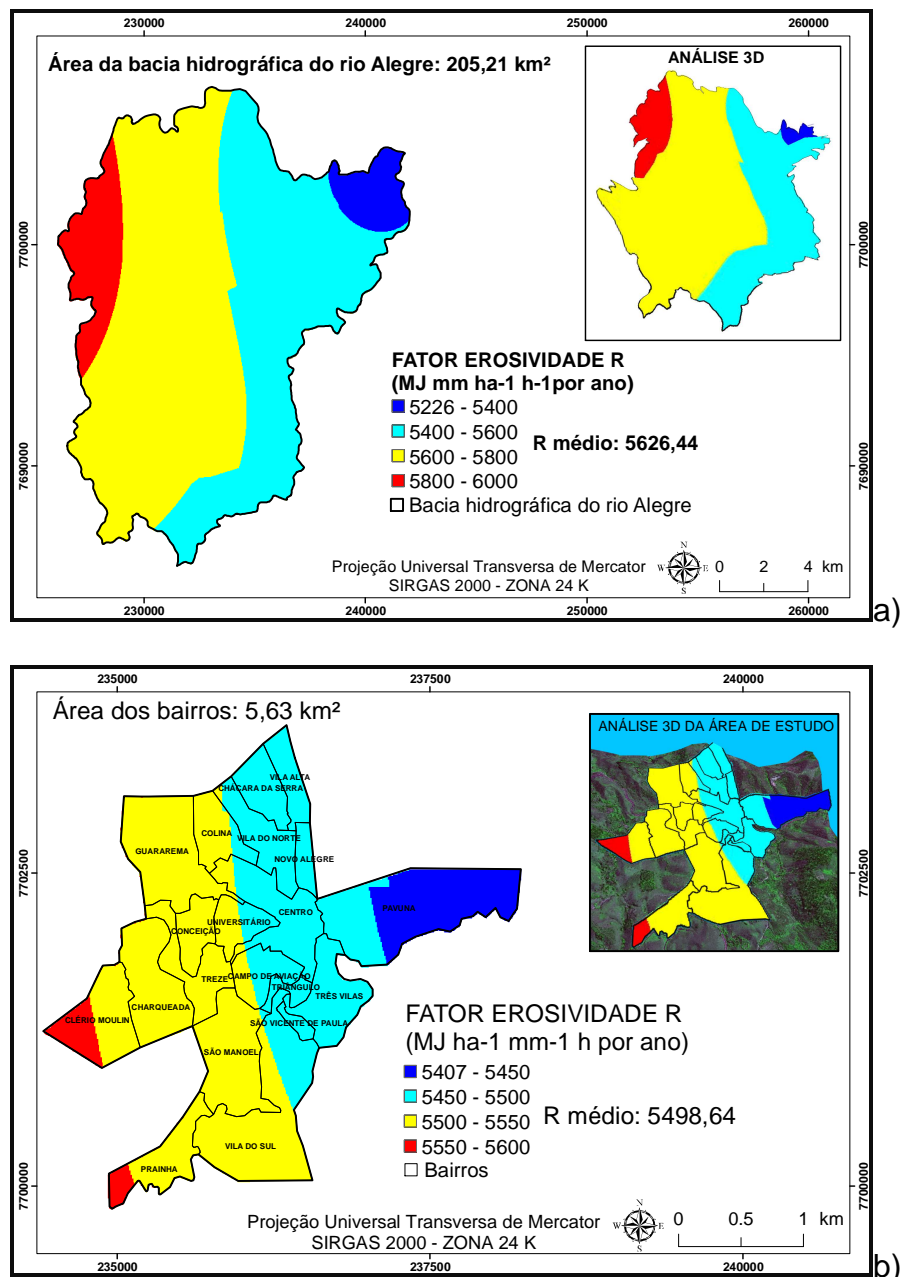 230000 240000 250000 260000
Área da bacia hidrográfica do rio Alegre: 205,21 km²
ANÁLISE 3D
7700000
7700000
FATOR EROSIVIDADE R
(MJ mm ha-1 h-1por ano)
5226 - 5400
5400 - 5600
R médio: 5626,44
5600 - 5800
5800 - 6000
Bacia hidrográfica do rio Alegre
7690000
7690000
Projeção Universal Transversa de Mercator
SIRGAS 2000 - ZONA 24 K
N
W E
S
0 2 4 km
230000 240000 250000 260000
a)
235000 237500 240000
Área dos bairros: 5,63 km²
ANÁLISE 3D DA ÁREA DE ESTUDO
VILA ALTA
CHÁCARA DA SERRA
COLINA
VILA DO NORTE
GUARAREMA
NOVO ALEGRE
7702500
7702500
PAVUNA
CENTRO
UNIVERSITÁRIO
CONCEIÇÃO
CAMPO DE AVIAÇÃO
TREZE
TRIÂNGULO
TRÊS VILAS
CHARQUEADA
CLÉRIO MOULIN
SÃO VICENTE DE PAULA
SÃO MANOEL
VILA DO SUL
PRAINHA
FATOR EROSIVIDADE R
(MJ ha-1 mm-1 h por ano)
5407 - 5450
5450 - 5500
R médio: 5498,64
5500 - 5550
5550 - 5600
Bairros
7700000
7700000
Projeção Universal Transversa de Mercator
SIRGAS 2000 - ZONA 24 K
N
W E
S
0 0.5 1 km
235000 237500 240000
b)